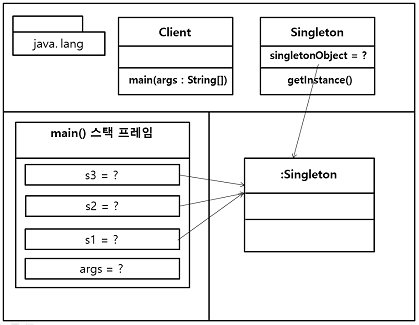 java.lang
Client
main(args : String[])
Singleton
singletonObject = ?
getInstance()
main() 스택 프레임
s3 = ?
s2 = ?
s1 = ?
args = ?
:Singleton